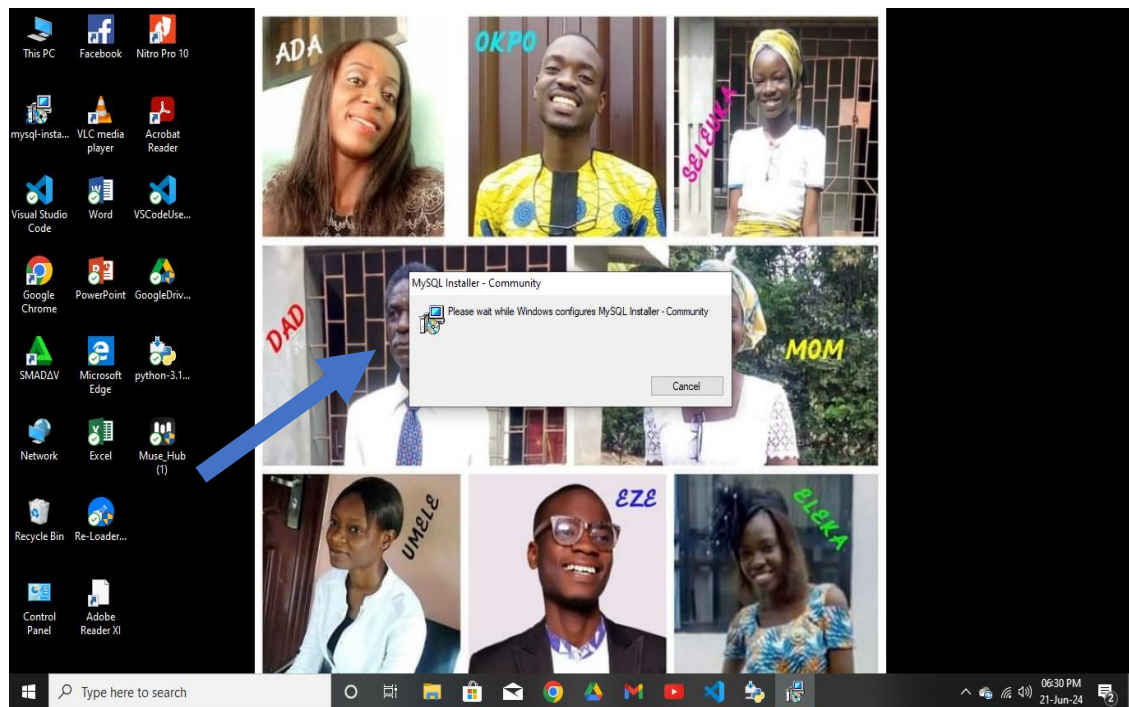 This PC
Facebook
Nitro Pro 10
mysql-insta...
VLC media
player
Acrobat
Reader
Visual Studio
Code
Word
VSCodeUse...
Google
Chrome
PowerPoint
GoogleDriv...
SMADΔV
Microsoft
Edge
python-3.1...
Network
Excel
Muse_Hub
(1)
Recycle Bin
Re-Loader...
Control
Panel
Adobe
Reader XI
ADA
OKPO
SELEUKA
DAD
MOM
MySQL Installer - Community
Please wait while Windows configures MySQL Installer - Community
Cancel
UMELE
EZE
ELEKA
Type here to search
06:30 PM
21-Jun-24
2